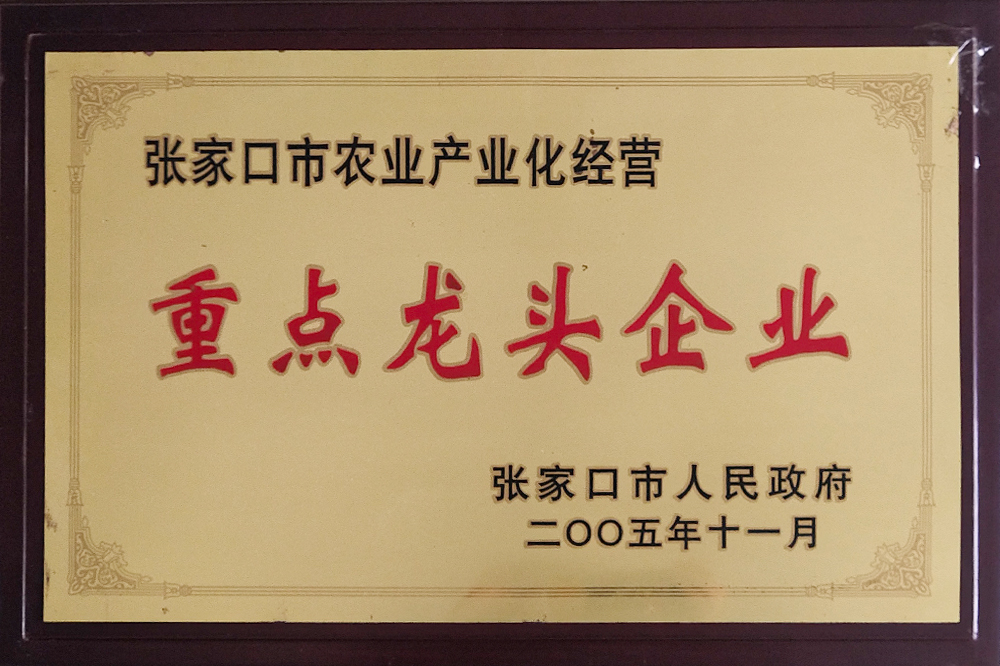 张家口市农业产业化经营
重点龙头企业
张家口市人民政府
二〇〇五年十一月